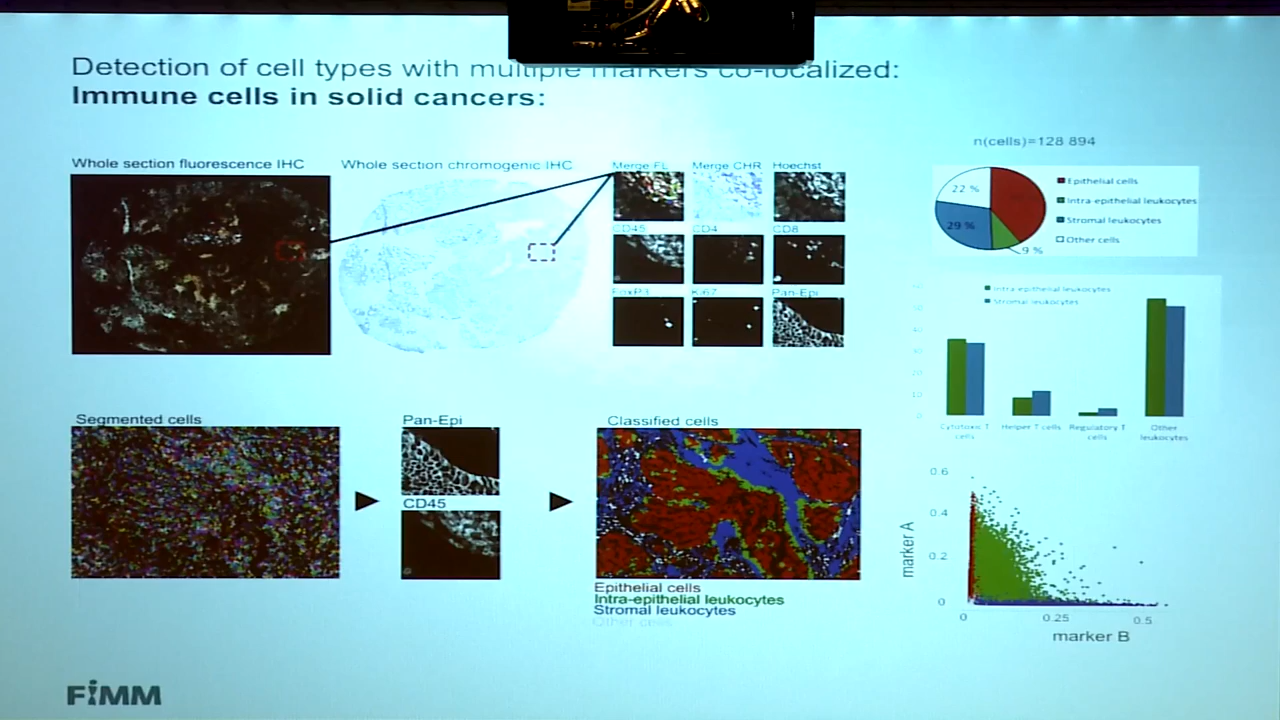 Detection of cell types with multiple markers co-localized:
Immune cells in solid cancers:
Whole section fluorescence IHC
Whole section chromogenic IHC
Merge FL
Merge CHR
Hoechst
CD45
CD4
CD8
FoxP3
Ki-67
Pan-Epi
n(cells)=128 894
22 %
29 %
9 %
Epithelial cells
Intra-epithelial leukocytes
Stromal leukocytes
Other cells
Intra-epithelial leukocytes
Stromal leukocytes
Cytotoxic T cells
Helper T cells
Regulatory T cells
Other leukocytes
Segmented cells
Pan-Epi
CD45
Classified cells
Epithelial cells
Intra-epithelial leukocytes
Stromal leukocytes
Other cells
0.6
0.4
0.2
0
marker A
0
0.25
0.5
marker B
FIMM